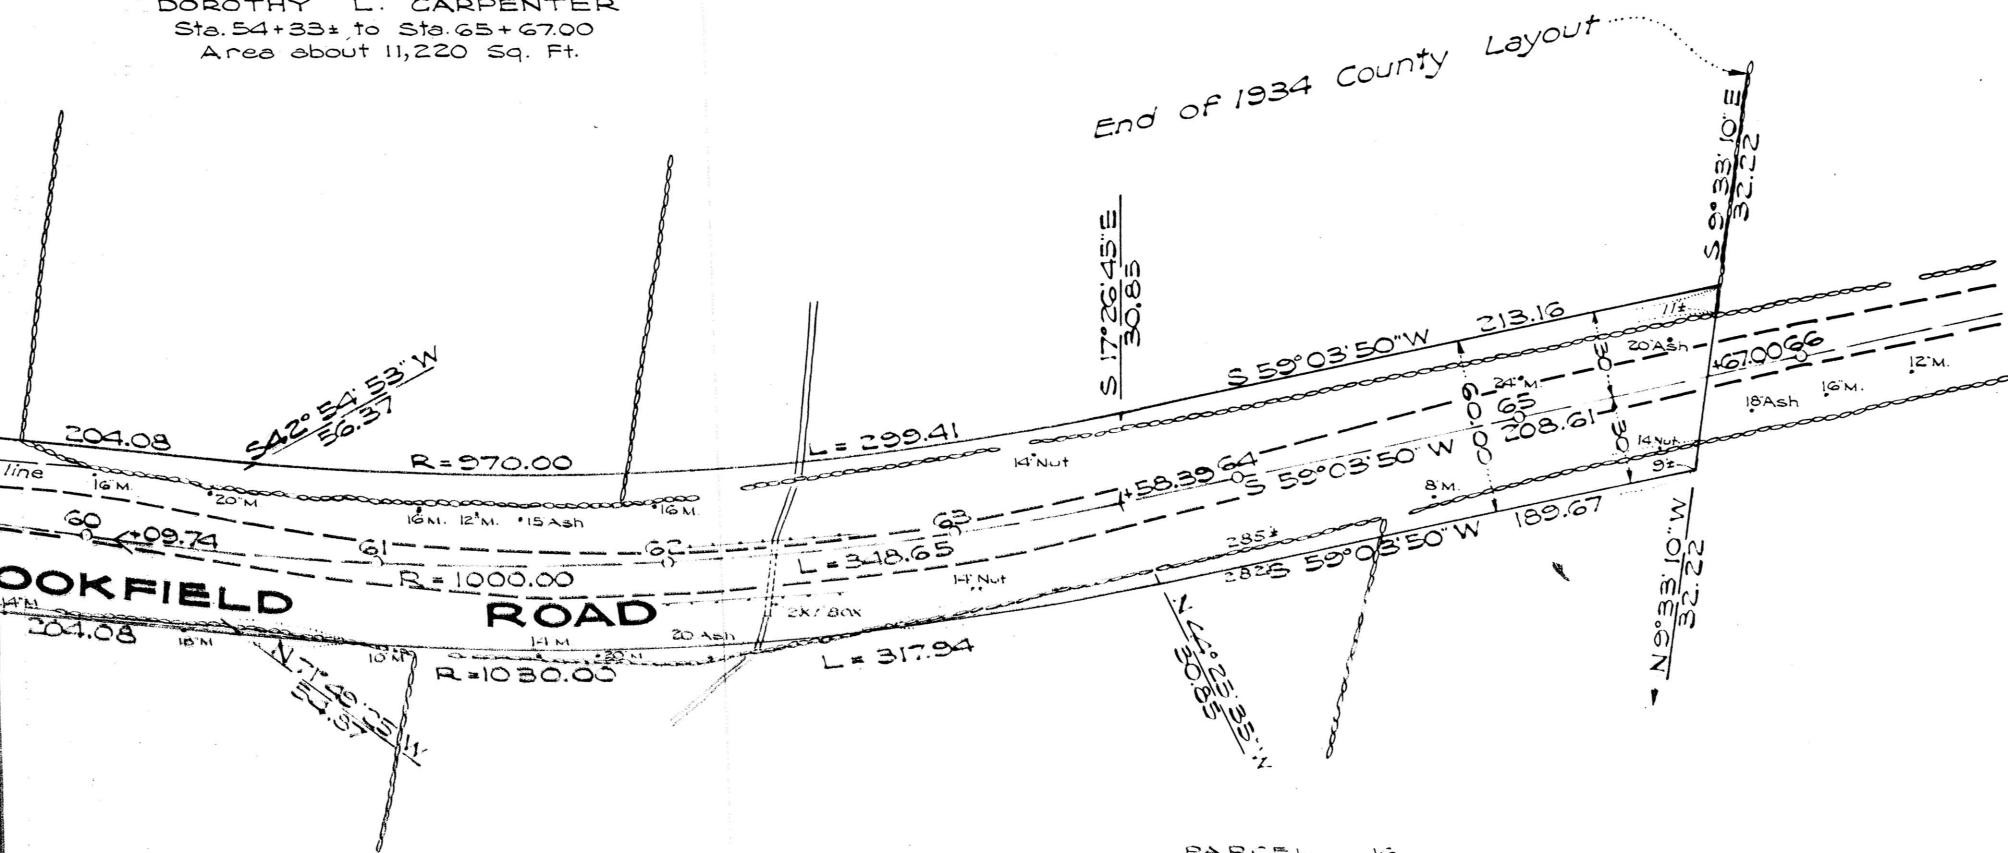 DOROTHY L. CARPENTER
Sta. 54+33± to Sta. 65+67.00
Area about 11,220 Sq. Ft.
End of 1934 County Layout
S 9° 33' 10" E
32.22
S 17° 26' 45" E
30.85
213.16
S 59° 03' 50" W
11±
20"Ash
+67.00
66
12"M.
16"M.
18"Ash
24"M.
30
60.00
30
65
208.61
S 59° 03' 50" W
64
+58.39
14"Nut
9±
14"Nut
8"M.
189.67
S 59° 03' 50" W
285±
282±
N 9° 33' 10" W
32.22
N 44° 25' 35"
30.85
S 42° 54' 53" W
56.37
204.08
R = 970.00
L = 299.41
line
16"M.
20"M
16"M. 12"M. 15 Ash
16"M.
60
+09.74
61
62
63
R = 1000.00
L = 348.65
14" Nut
OOKFIELD ROAD
14"M
204.08
18"M
10"M
14 M
20"M
20 Ash
R = 1030.00
L = 317.94
W
PARCEL